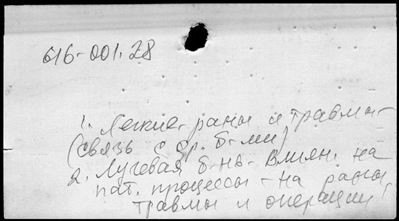 616-001.28
1. Легкие - раны и травмы -
(связь с др. б-ми)
2. Лучевая б-нь - влиян. на
пат. процессы - на раны,
травмы и операции